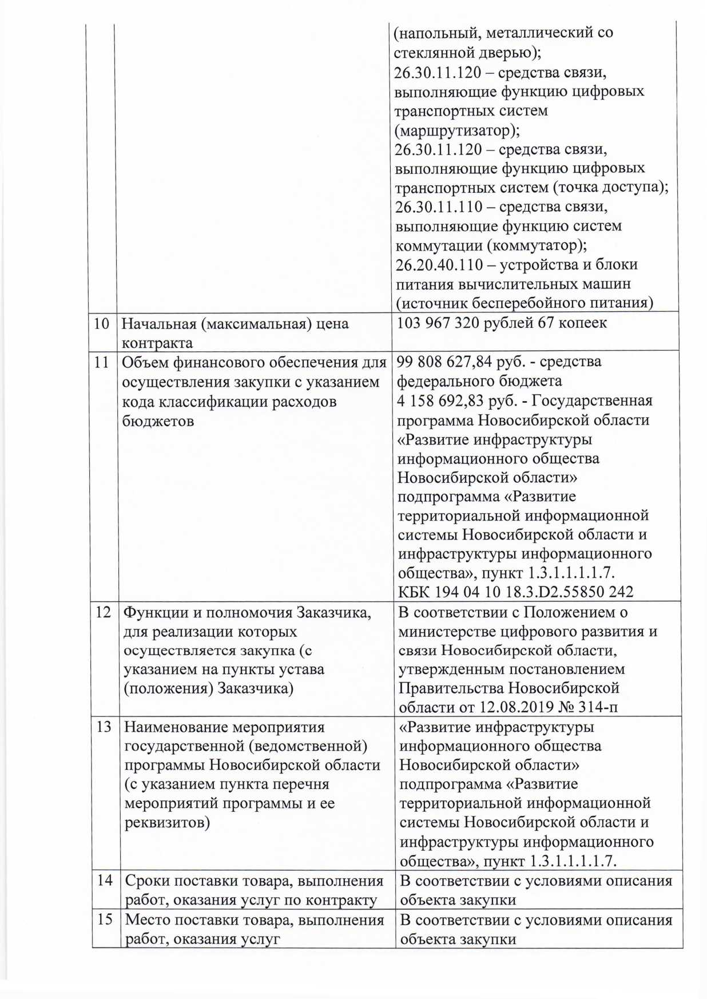 (напольный, металлический со
стеклянной дверью);
26.30.11.120 – средства связи,
выполняющие функцию цифровых
транспортных систем
(маршрутизатор);
26.30.11.120 – средства связи,
выполняющие функцию цифровых
транспортных систем (точка доступа);
26.30.11.110 – средства связи,
выполняющие функцию систем
коммутации (коммутатор);
26.20.40.110 – устройства и блоки
питания вычислительных машин
(источник бесперебойного питания)
10 Начальная (максимальная) цена
контракта
103 967 320 рублей 67 копеек
11 Объем финансового обеспечения для
осуществления закупки с указанием
кода классификации расходов
бюджетов
99 808 627,84 руб. - средства
федерального бюджета
4 158 692,83 руб. - Государственная
программа Новосибирской области
«Развитие инфраструктуры
информационного общества
Новосибирской области»
подпрограмма «Развитие
территориальной информационной
системы Новосибирской области и
инфраструктуры информационного
общества», пункт 1.3.1.1.1.1.7.
КБК 194 04 10 18.3.D2.55850 242
12 Функции и полномочия Заказчика,
для реализации которых
осуществляется закупка (с
указанием на пункты устава
(положения) Заказчика)
В соответствии с Положением о
министерстве цифрового развития и
связи Новосибирской области,
утвержденным постановлением
Правительства Новосибирской
области от 12.08.2019 № 314-п
13 Наименование мероприятия
государственной (ведомственной)
программы Новосибирской области
(с указанием пункта перечня
мероприятий программы и ее
реквизитов)
«Развитие инфраструктуры
информационного общества
Новосибирской области»
подпрограмма «Развитие
территориальной информационной
системы Новосибирской области и
инфраструктуры информационного
общества», пункт 1.3.1.1.1.1.7.
14 Сроки поставки товара, выполнения
работ, оказания услуг по контракту
В соответствии с условиями описания
объекта закупки
15 Место поставки товара, выполнения
работ, оказания услуг
В соответствии с условиями описания
объекта закупки